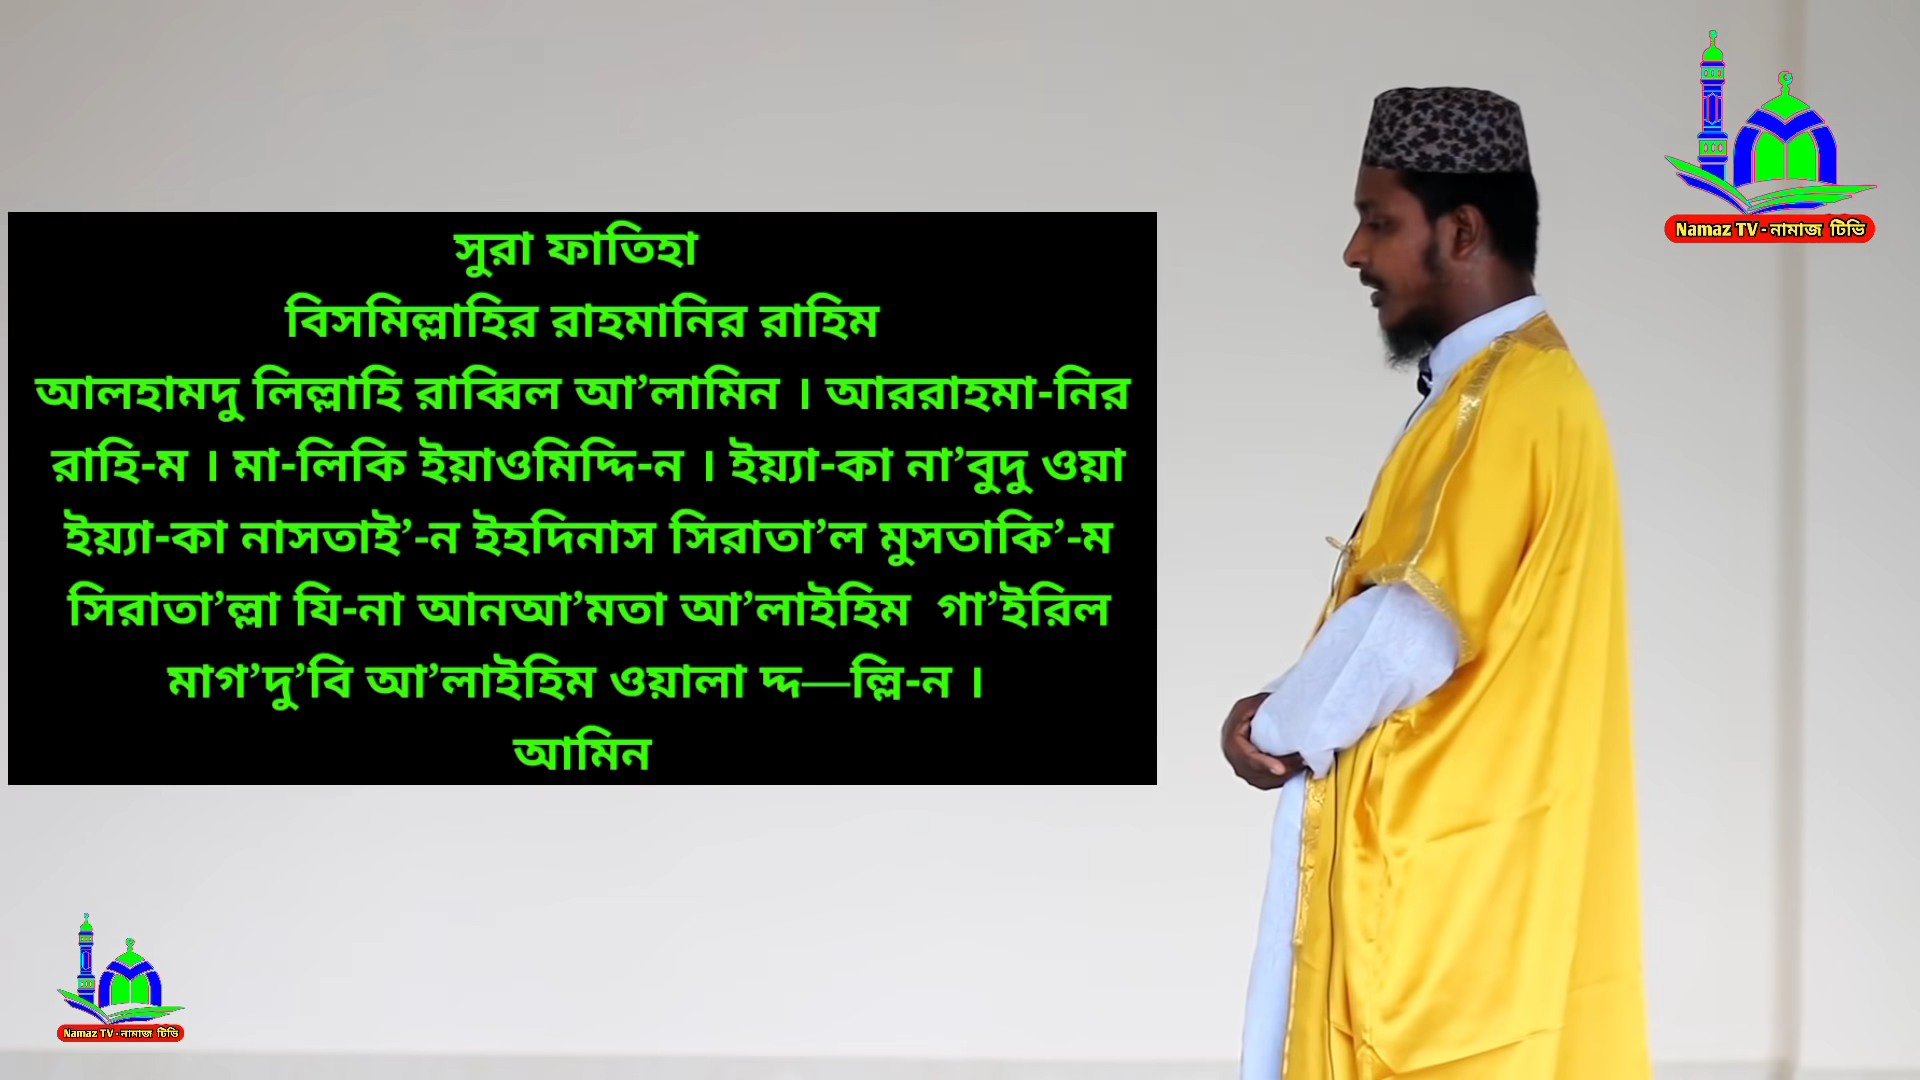 সুরা ফাতিহা
বিসমিল্লাহির রাহমানির রাহিম
আলহামদু লিল্লাহি রাব্বিল আ’লামিন । আররাহমা-নির
রাহি-ম । মা-লিকি ইয়াওমিদ্দি-ন । ইয়্যা-কা না’বুদু ওয়া
ইয়্যা-কা নাসতাই’-ন ইহদিনাস সিরাতা’ল মুসতাকি’-ম
সিরাতা’ল্লা যি-না আনআ’মতা আ’লাইহিম  গা’ইরিল
মাগ’দু’বি আ’লাইহিম ওয়ালা দ্দ—ল্লি-ন ।
আমিন
Namaz TV - নামাজ টিভি
Namaz TV - নামাজ টিভি